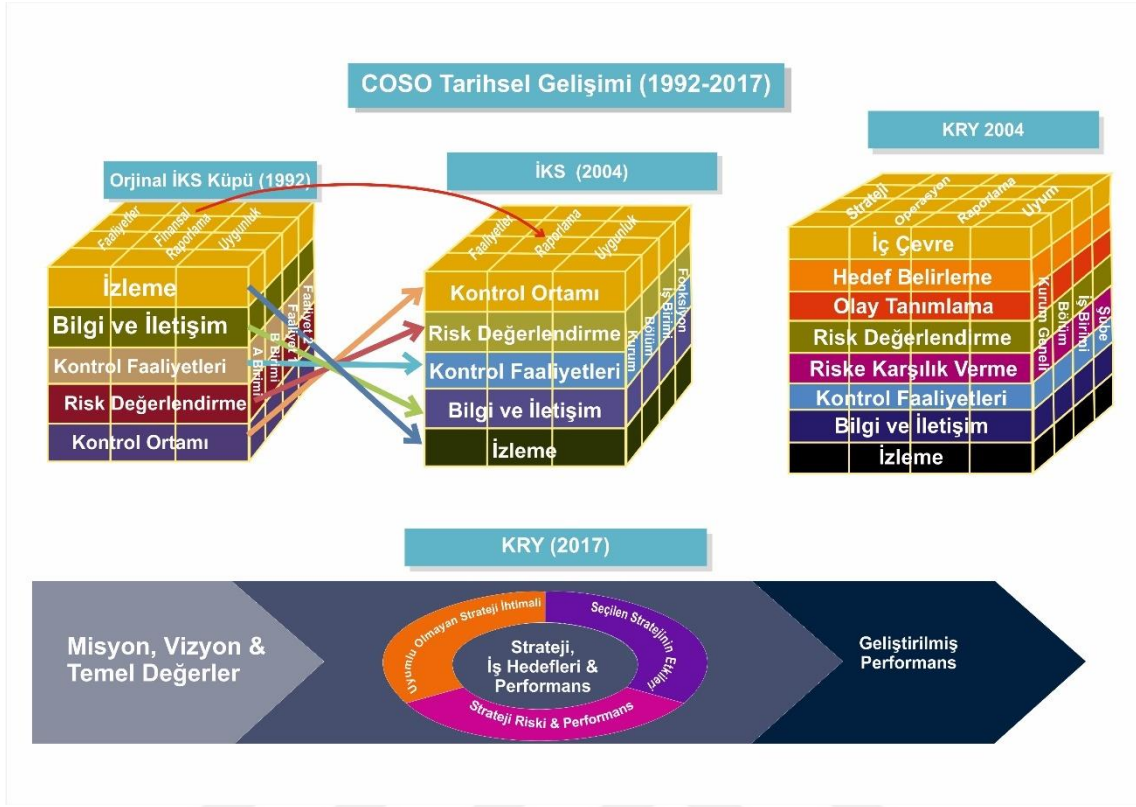 COSO Tarihsel Gelişimi (1992-2017)
Orjinal İKS Küpü (1992)
Faaliyetler
Finansal
Raporlama
Uygunluk
İzleme
Bilgi ve İletişim
Kontrol Faaliyetleri
Risk Değerlendirme
Kontrol Ortamı
A Birimi
B Birimi
Faaliyet
Faaliyet 2
İKS (2004)
Faaliyetler
Raporlama
Uygunluk
Kontrol Ortamı
Risk Değerlendirme
Kontrol Faaliyetleri
Bilgi ve İletişim
İzleme
Kurum
Bölüm
İş Birimi
Fonksiyon
KRY 2004
Strateji
Operasyon
Raporlama
Uyum
İç Çevre
Hedef Belirleme
Olay Tanımlama
Risk Değerlendirme
Riske Karşılık Verme
Kontrol Faaliyetleri
Bilgi ve İletişim
İzleme
Kurum Geneli
Bölüm
İş Birimi
Şube
KRY (2017)
Misyon, Vizyon &
Temel Değerler
Uyumlu Olmayan Strateji İhtimali
Seçilen Stratejinin Etkileri
Strateji,
İş Hedefleri &
Performans
Strateji Riski & Performans
Geliştirilmiş
Performans